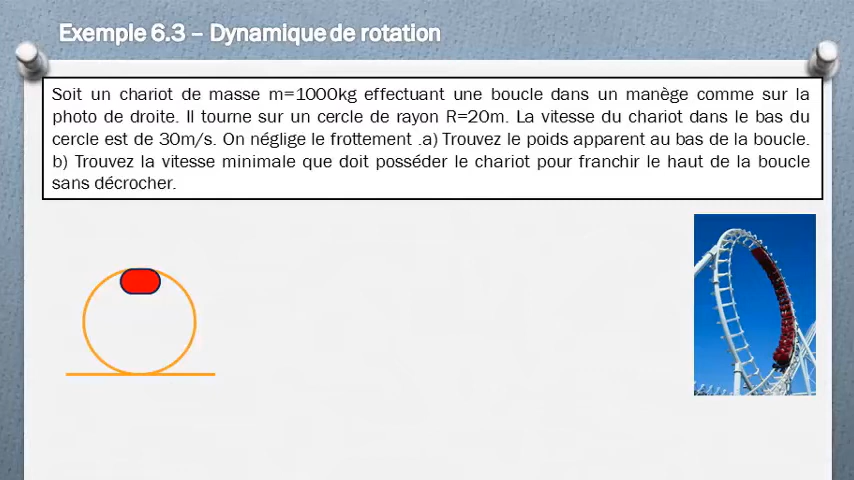 Exemple 6.3 – Dynamique de rotation
Soit un chariot de masse m=1000kg effectuant une boucle dans un manège comme sur la
photo de droite. Il tourne sur un cercle de rayon R=20m. La vitesse du chariot dans le bas du
cercle est de 30m/s. On néglige le frottement .a) Trouvez le poids apparent au bas de la boucle.
b) Trouvez la vitesse minimale que doit posséder le chariot pour franchir le haut de la boucle
sans décrocher.